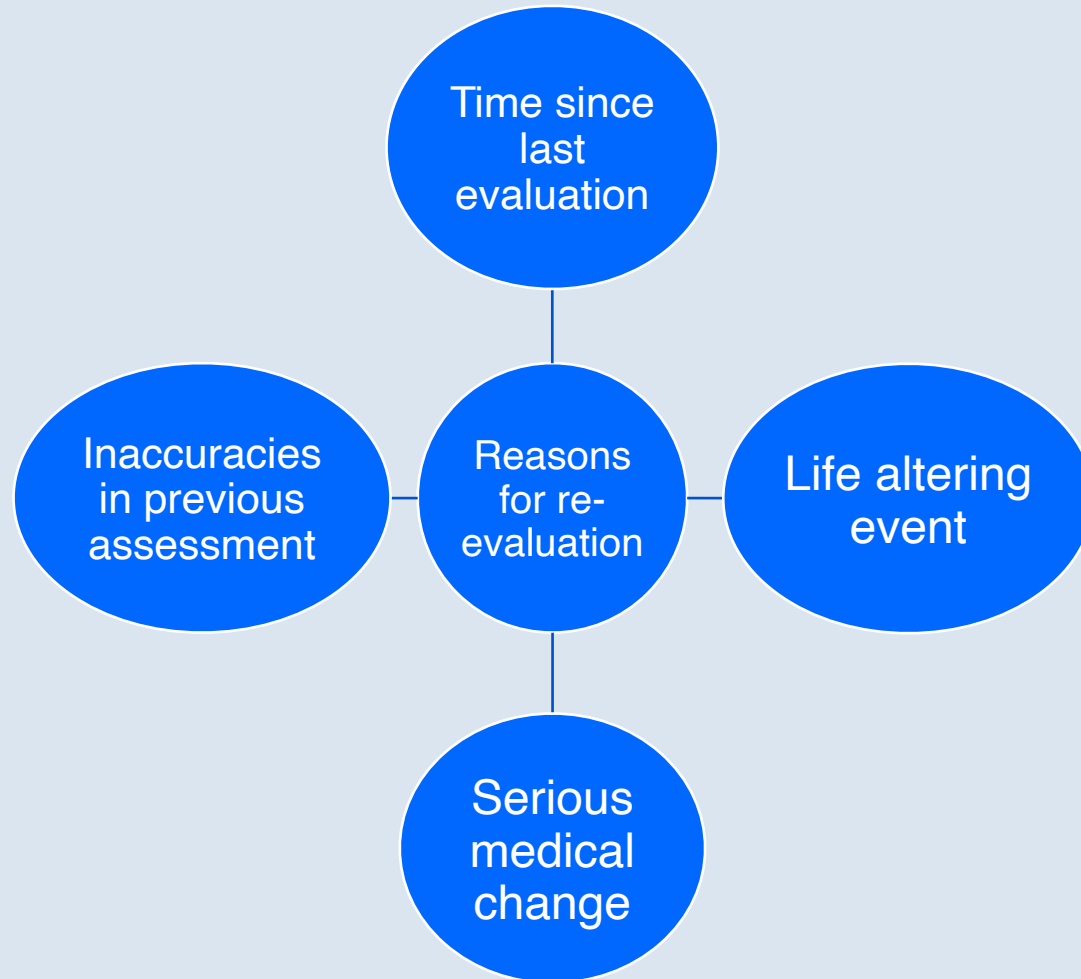 Time since
last
evaluation
Inaccuracies
in previous
assessment
Reasons
for re-
evaluation
Life altering
event
Serious
medical
change